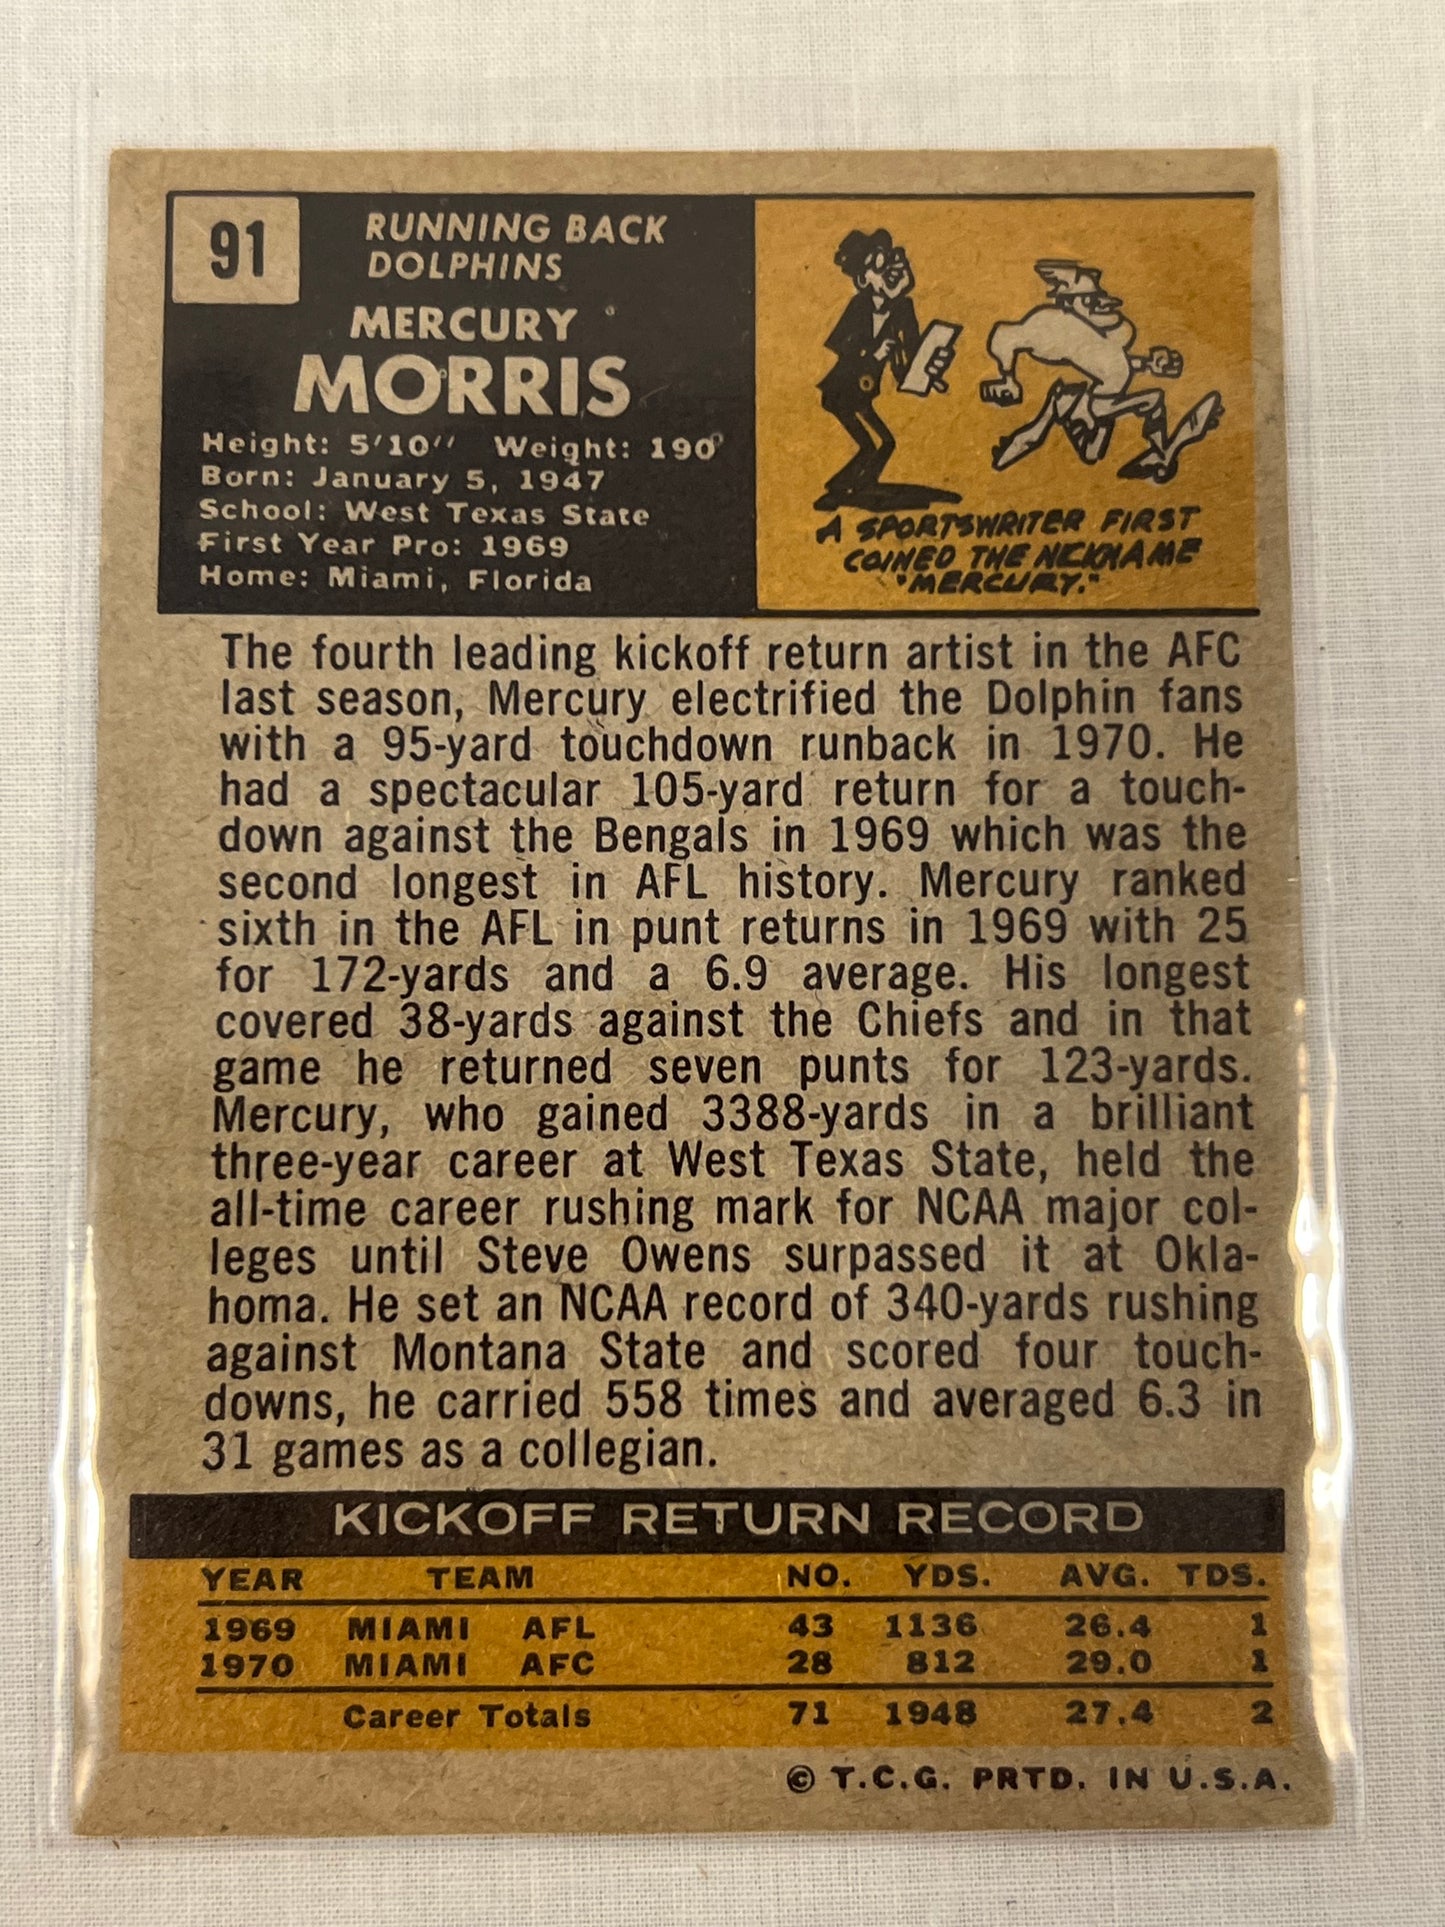 91
RUNNING BACK
DOLPHINS
MERCURY
MORRIS
Height: 5'10'' Weight: 190
Born: January 5, 1947
School: West Texas State
First Year Pro: 1969
Home: Miami, Florida
A SPORTSWRITER FIRST
COINED THE NICKNAME
"MERCURY."
The fourth leading kickoff return artist in the AFC
last season, Mercury electrified the Dolphin fans
with a 95-yard touchdown runback in 1970. He
had a spectacular 105-yard return for a touch-
down against the Bengals in 1969 which was the
second longest in AFL history. Mercury ranked
sixth in the AFL in punt returns in 1969 with 25
for 172-yards and a 6.9 average. His longest
covered 38-yards against the Chiefs and in that
game he returned seven punts for 123-yards.
Mercury, who gained 3388-yards in a brilliant
three-year career at West Texas State, held the
all-time career rushing mark for NCAA major col-
leges until Steve Owens surpassed it at Okla-
homa. He set an NCAA record of 340-yards rushing
against Montana State and scored four touch-
downs, he carried 558 times and averaged 6.3 in
31 games as a collegian.
KICKOFF RETURN RECORD
YEAR TEAM NO. YDS. AVG. TDS.
1969 MIAMI AFL 43 1136 26.4 1
1970 MIAMI AFC 28 812 29.0 1
Career Totals 71 1948 27.4 2
© T.C.G. PRTD. IN U.S.A.